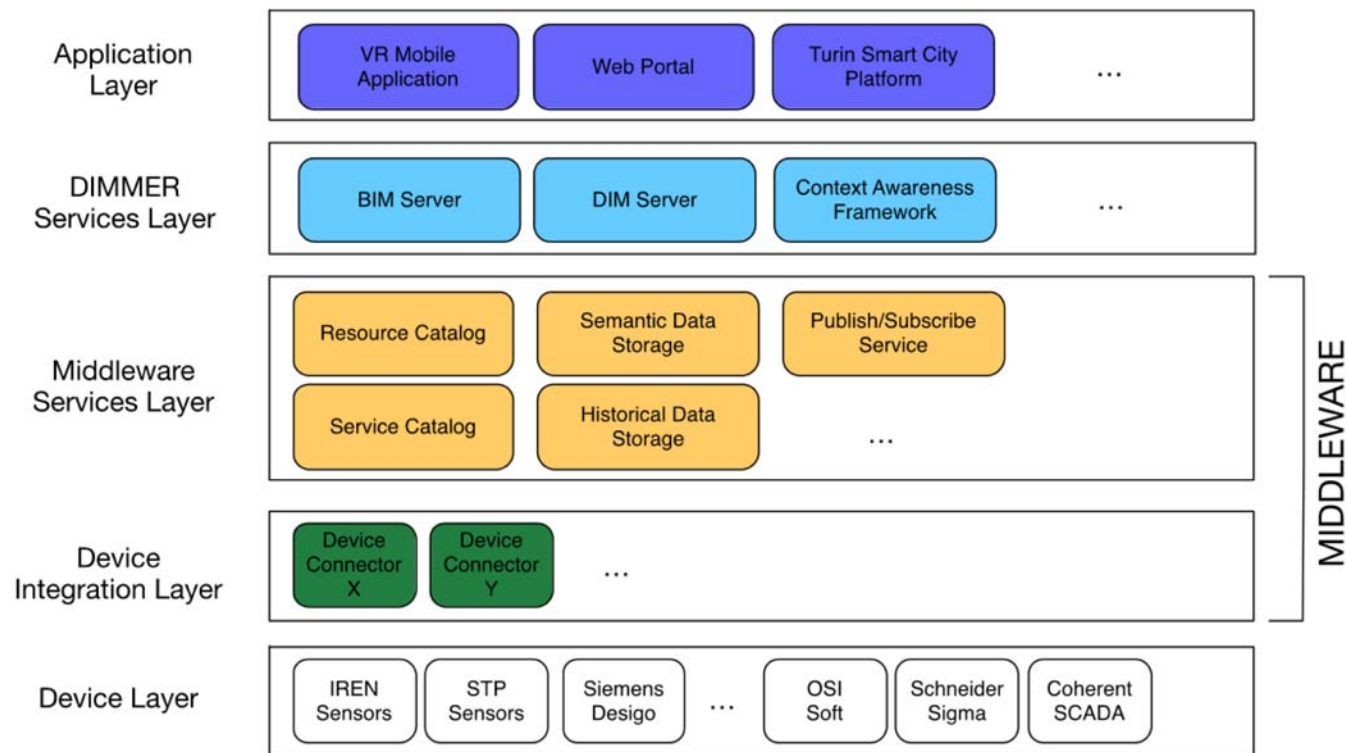 Application
Layer
VR Mobile
Application
Web Portal
Turin Smart City
Platform
...
DIMMER
Services Layer
BIM Server
DIM Server
Context Awareness
Framework
...
Middleware
Services Layer
Resource Catalog
Semantic Data
Storage
Publish/Subscribe
Service
Service Catalog
Historical Data
Storage
...
MIDDLEWARE
Device
Integration Layer
Device
Connector
X
Device
Connector
Y
...
Device Layer
IREN
Sensors
STP
Sensors
Siemens
Desigo
...
OSI
Soft
Schneider
Sigma
Coherent
SCADA